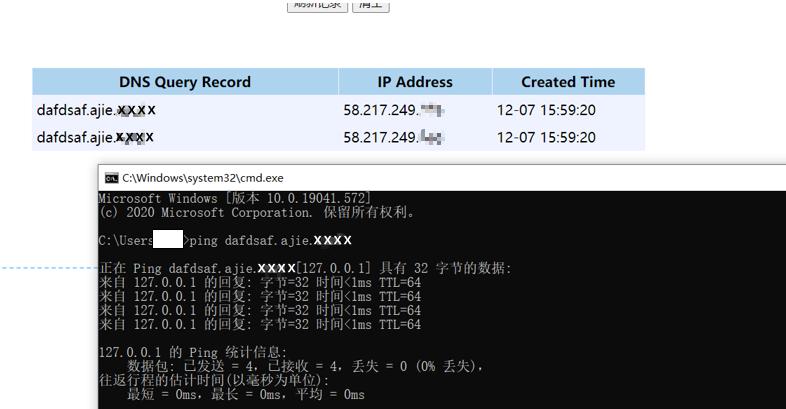 刷新记录 清空
DNS Query Record IP Address Created Time
dafdsaf.ajie.XXXX 58.217.249. 12-07 15:59:20
dafdsaf.ajie.XXXX 58.217.249. 12-07 15:59:20
C:\Windows\system32\cmd.exe
Microsoft Windows [版本 10.0.19041.572]
(c) 2020 Microsoft Corporation. 保留所有权利。
C:\Users >ping dafdsaf.ajie.XXXX
正在 Ping dafdsaf.ajie.XXXX[127.0.0.1] 具有 32 字节的数据:
来自 127.0.0.1 的回复: 字节=32 时间<1ms TTL=64
来自 127.0.0.1 的回复: 字节=32 时间<1ms TTL=64
来自 127.0.0.1 的回复: 字节=32 时间<1ms TTL=64
来自 127.0.0.1 的回复: 字节=32 时间<1ms TTL=64
127.0.0.1 的 Ping 统计信息:
数据包: 已发送 = 4，已接收 = 4，丢失 = 0 (0% 丢失)，
往返行程的估计时间(以毫秒为单位):
最短 = 0ms，最长 = 0ms，平均 = 0ms